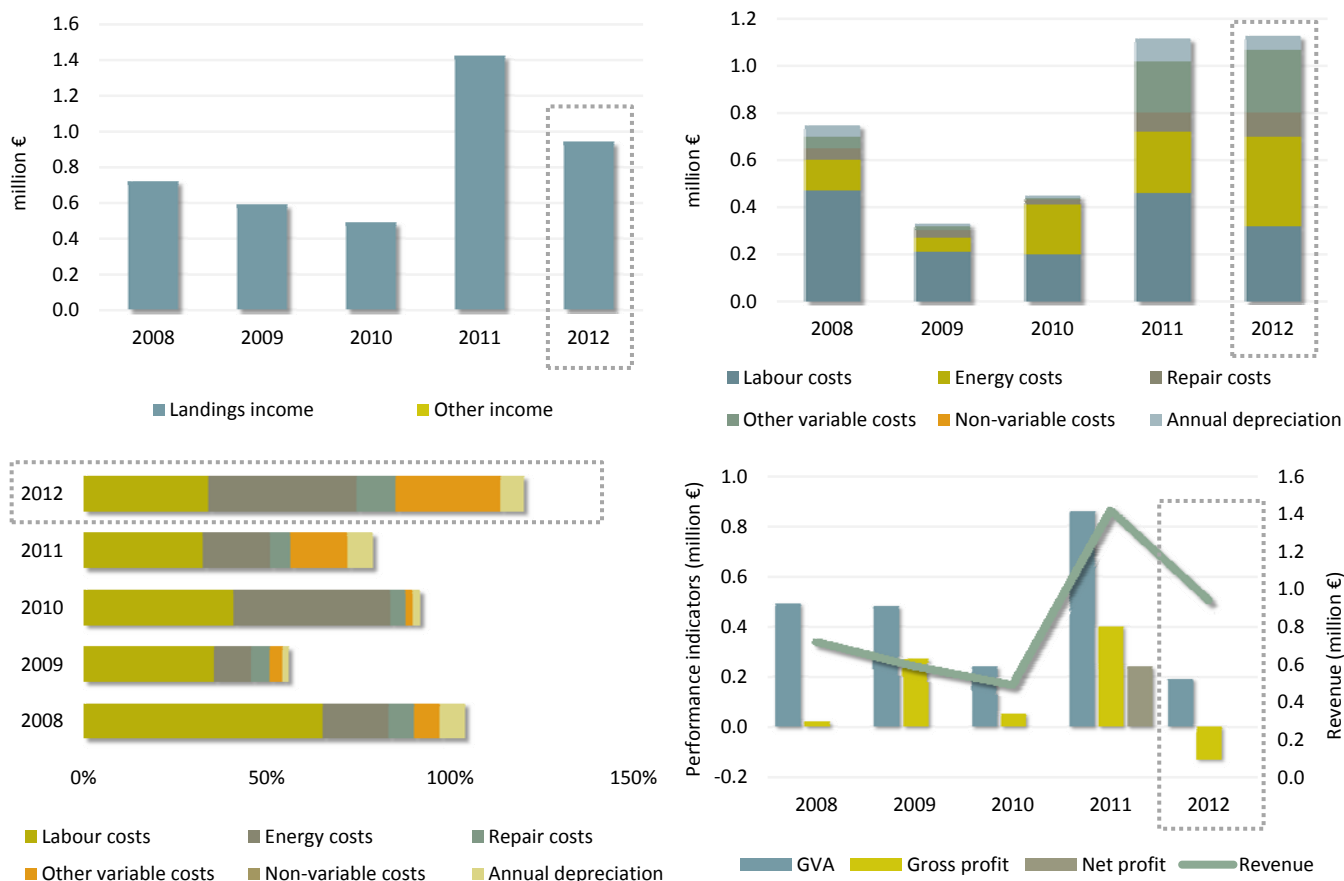 1.6
1.4
1.2
1.0
0.8
0.6
0.4
0.2
0.0
million €
2008 2009 2010 2011 2012
Landings income Other income
1.2
1.0
0.8
0.6
0.4
0.2
0.0
million €
2008 2009 2010 2011 2012
Labour costs Energy costs Repair costs
Other variable costs Non-variable costs Annual depreciation
2012
2011
2010
2009
2008
0% 50% 100% 150%
Labour costs Energy costs Repair costs
Other variable costs Non-variable costs Annual depreciation
Performance indicators (million €)
1.0
0.8
0.6
0.4
0.2
0.0
-0.2
1.6
1.4
1.2
1.0
0.8
0.6
0.4
0.2
0.0
Revenue (million €)
2008 2009 2010 2011 2012
GVA Gross profit Net profit Revenue